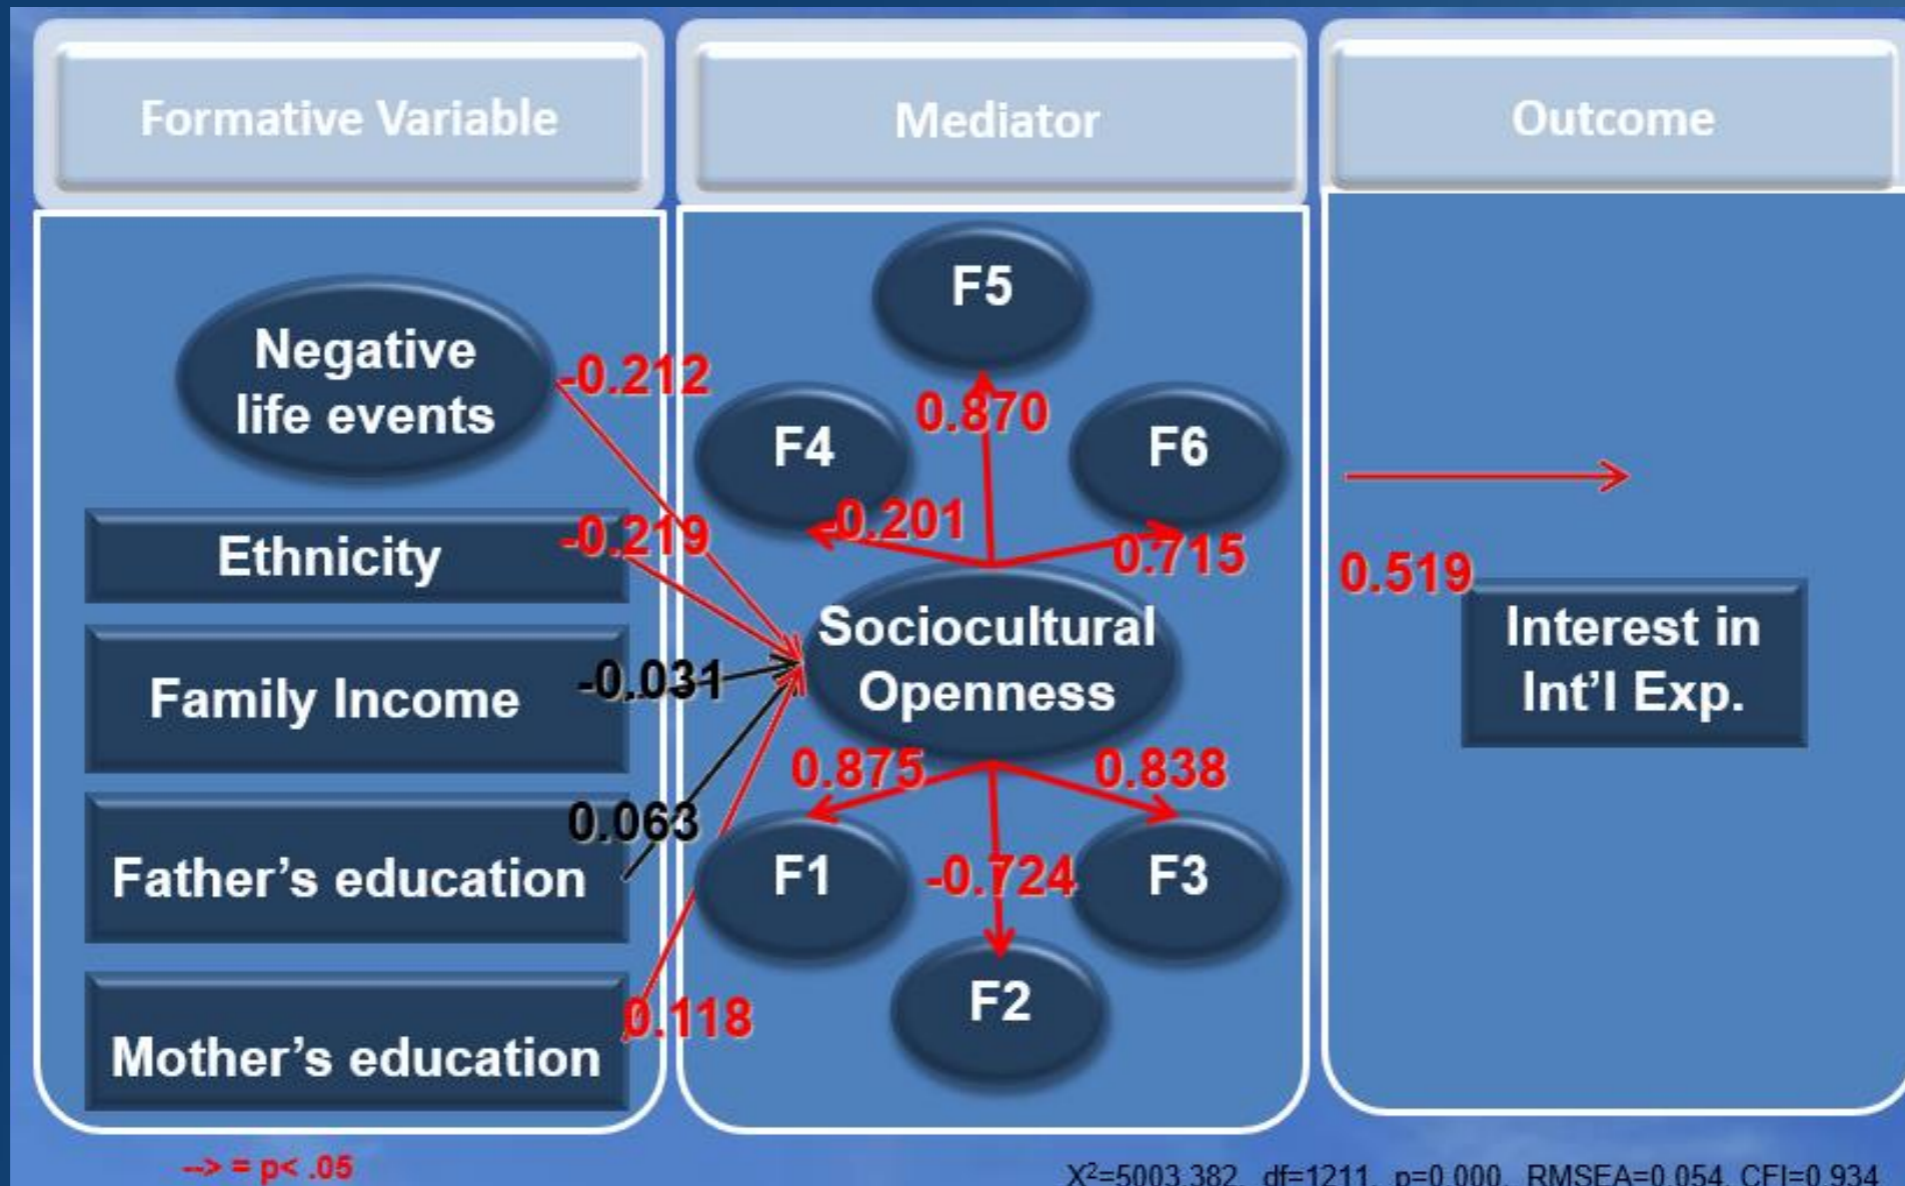 Formative Variable
Mediator
Outcome
Negative
life events
-0.212
Ethnicity
-0.219
Family Income
-0.031
Father’s education
0.063
Mother’s education
0.118
F5
0.870
F4
-0.201
F6
0.715
Sociocultural
Openness
0.875
0.838
F1
-0.724
F3
F2
0.519
Interest in
Int’l Exp.
--> = p< .05
X²=5003.382, df=1211, p=0.000, RMSEA=0.054, CFI=0.934